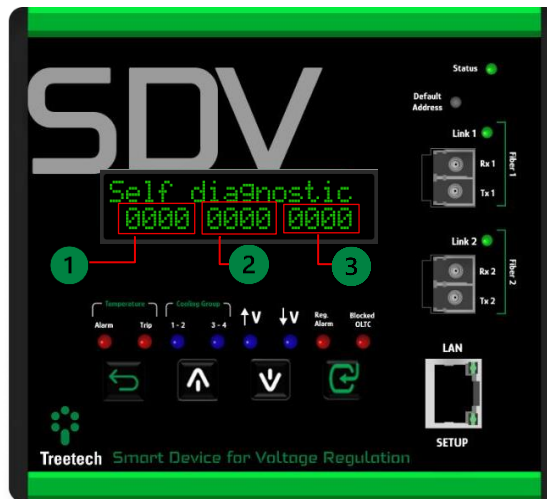 SDV
Status
Default
Address
Link 1
Rx 1
Tx 1
Fiber 1
Self diagnostic
0000 0000 0000
1 2 3
Link 2
Rx 2
Tx 2
Fiber 2
Temperature Cooling Group
Alarm Trip 1 - 2 3 - 4 ↑V ↓V Reg. Alarm Blocked OLTC
LAN
SETUP
Treetech Smart Device for Voltage Regulation